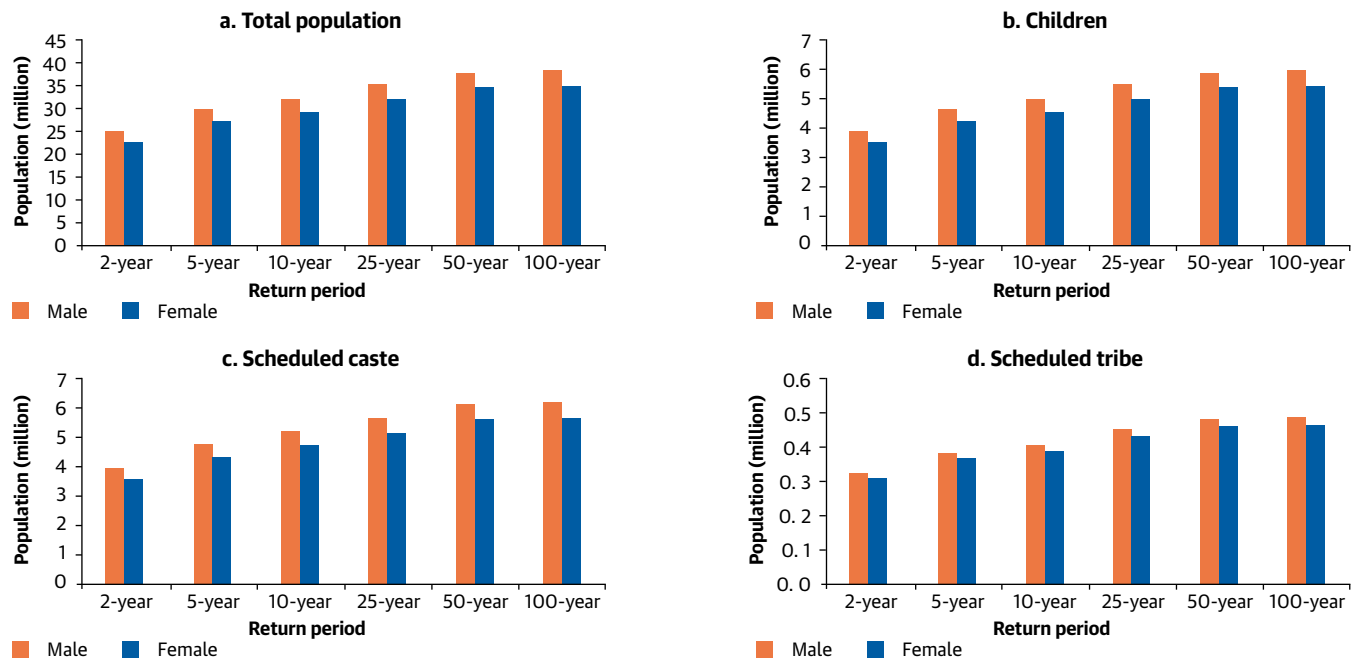 a. Total population
Population (million)
45
40
35
30
25
20
15
10
5
0
2-year 5-year 10-year 25-year 50-year 100-year
Return period
Male Female
b. Children
Population (million)
7
6
5
4
3
2
1
0
2-year 5-year 10-year 25-year 50-year 100-year
Return period
Male Female
c. Scheduled caste
Population (million)
7
6
5
4
3
2
1
0
2-year 5-year 10-year 25-year 50-year 100-year
Return period
Male Female
d. Scheduled tribe
Population (million)
0.6
0.5
0.4
0.3
0.2
0.1
0.0
2-year 5-year 10-year 25-year 50-year 100-year
Return period
Male Female